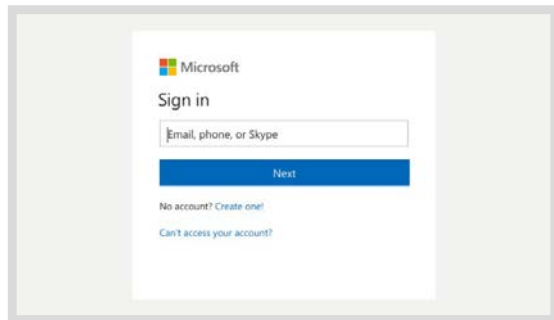 Microsoft
Sign in
Email, phone, or Skype
Next
No account? Create one!
Can't access your account?